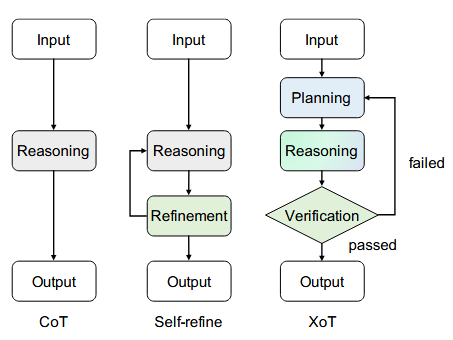 Input
Input
Input
Planning
Reasoning
Reasoning
Reasoning
failed
Refinement
Verification
passed
Output
Output
Output
CoT
Self-refine
XoT